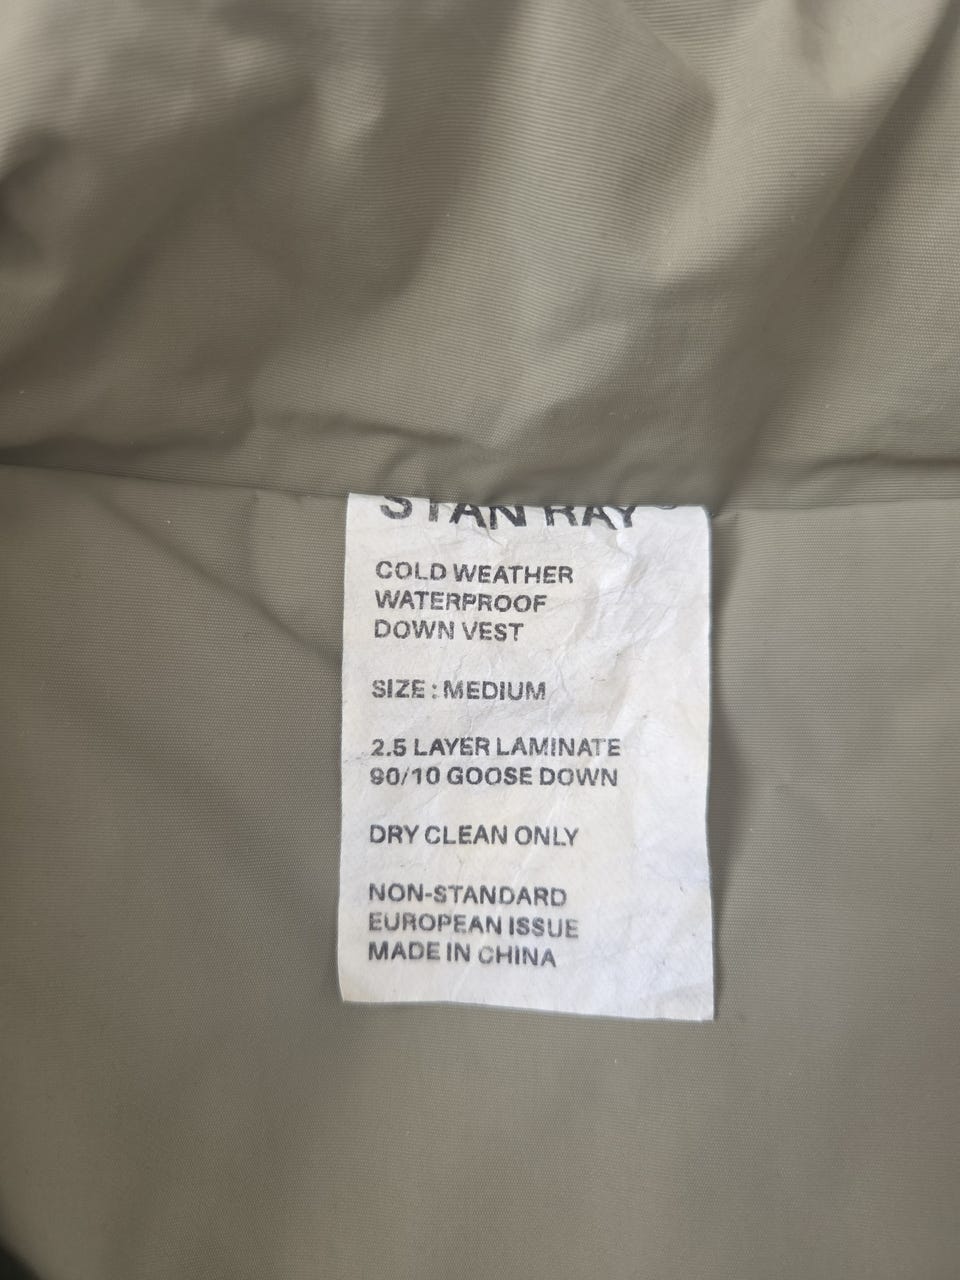 STAN RAY®
COLD WEATHER
WATERPROOF
DOWN VEST
SIZE : MEDIUM
2.5 LAYER LAMINATE
90/10 GOOSE DOWN
DRY CLEAN ONLY
NON-STANDARD
EUROPEAN ISSUE
MADE IN CHINA